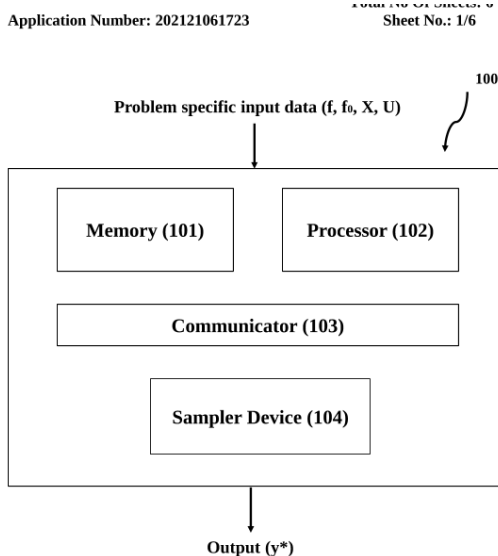 Application Number: 202121061723
Sheet No.: 1/6
100
Problem specific input data (f, f₀, X, U)
Memory (101)
Processor (102)
Communicator (103)
Sampler Device (104)
Output (y*)